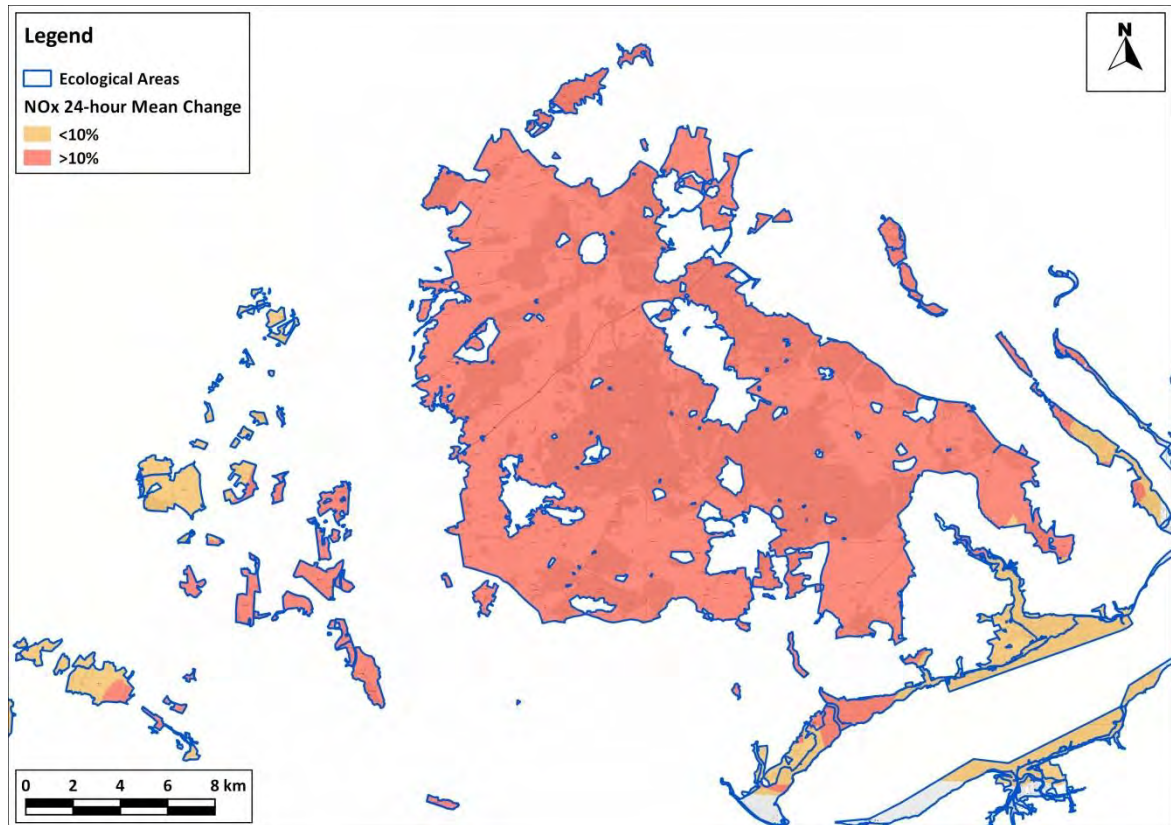 Legend
Ecological Areas
NOx 24-hour Mean Change
<10%
>10%
N
0 2 4 6 8 km